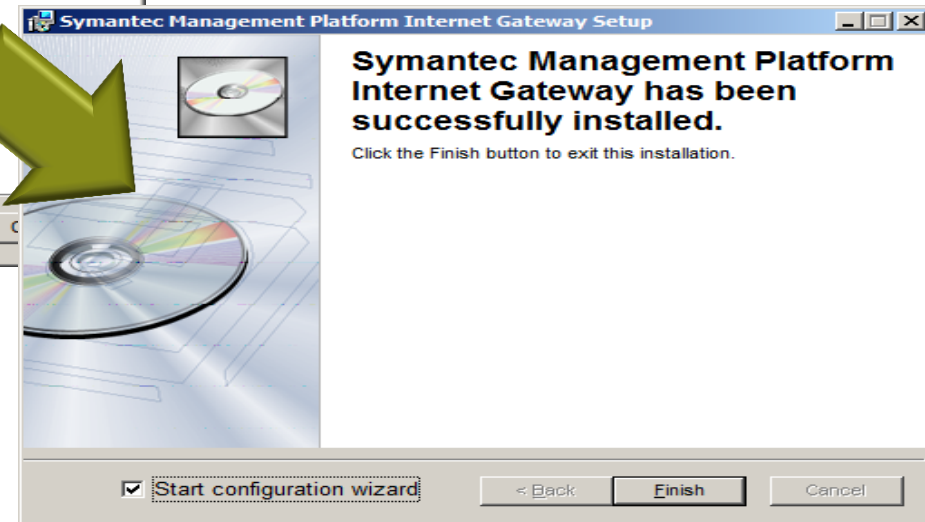 Symantec Management Platform Internet Gateway Setup
Symantec Management Platform
Internet Gateway has been
successfully installed.
Click the Finish button to exit this installation.
Start configuration wizard
< Back
Finish
Cancel